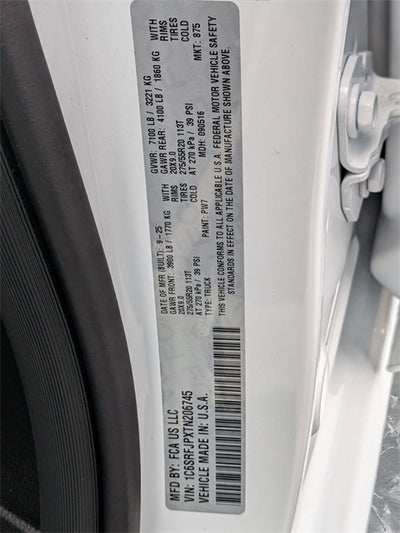 MFD BY: FCA US LLC
DATE OF MFR (BUILT) 9-25
GVWR: 7100 LB / 3221 KG
GAWR FRONT: 3900 LB / 1770 KG
WITH
GAWR REAR: 4100 LB / 1860 KG
WITH
20X9.0
RIMS
20X9.0
RIMS
275/55R20 113T
TIRES
275/55R20 113T
TIRES
AT 270 kPa / 39 PSI
COLD
AT 270 kPa / 39 PSI
COLD
TYPE: TRUCK
PAINT: PW7
MDH: 090516
MKT: 875
VIN: 1C6SRFJPXTN206745
VEHICLE MADE IN U.S.A.
THIS VEHICLE CONFORMS TO ALL APPLICABLE U.S.A. FEDERAL MOTOR VEHICLE SAFETY
STANDARDS IN EFFECT ON THE DATE OF MANUFACTURE SHOWN ABOVE.